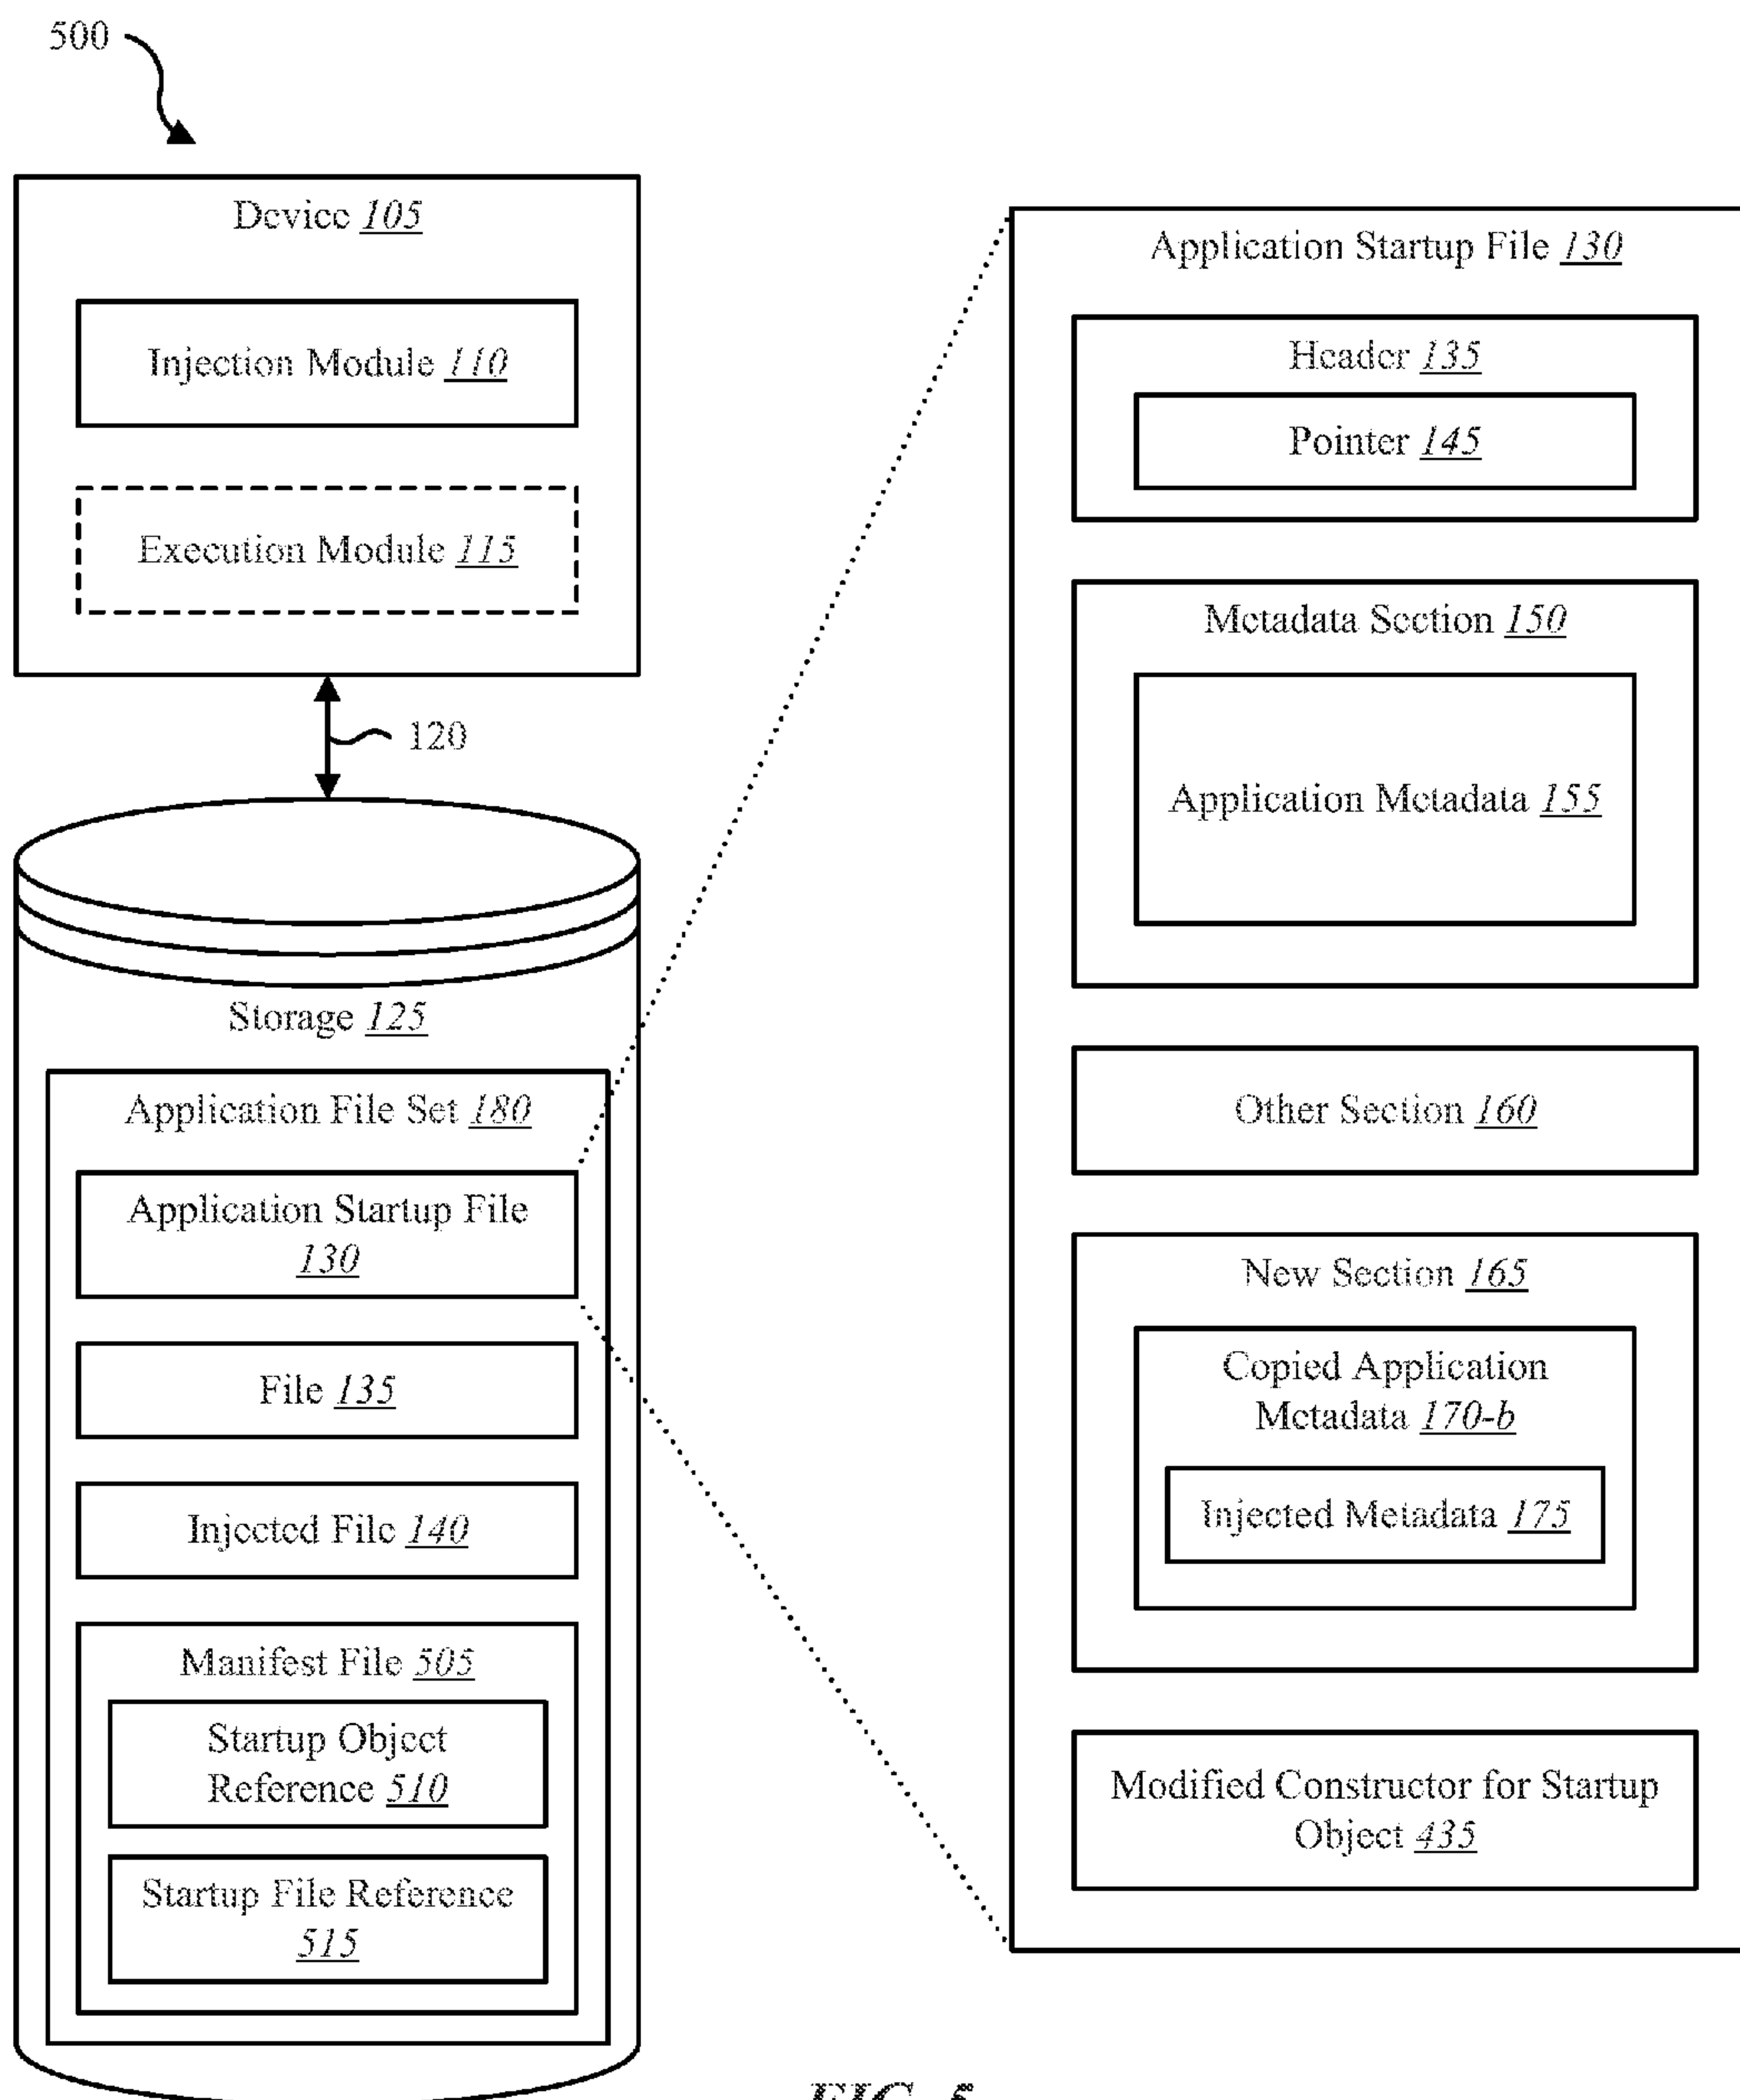 500
Device 105
Injection Module 110
Execution Module 115
120
Storage 125
Application File Set 180
Application Startup File
130
File 135
Injected File 140
Manifest File 505
Startup Object
Reference 510
Startup File Reference
515
Application Startup File 130
Header 135
Pointer 145
Metadata Section 150
Application Metadata 155
Other Section 160
New Section 165
Copied Application
Metadata 170-b
Injected Metadata 175
Modified Constructor for Startup
Object 435
FIG. 5